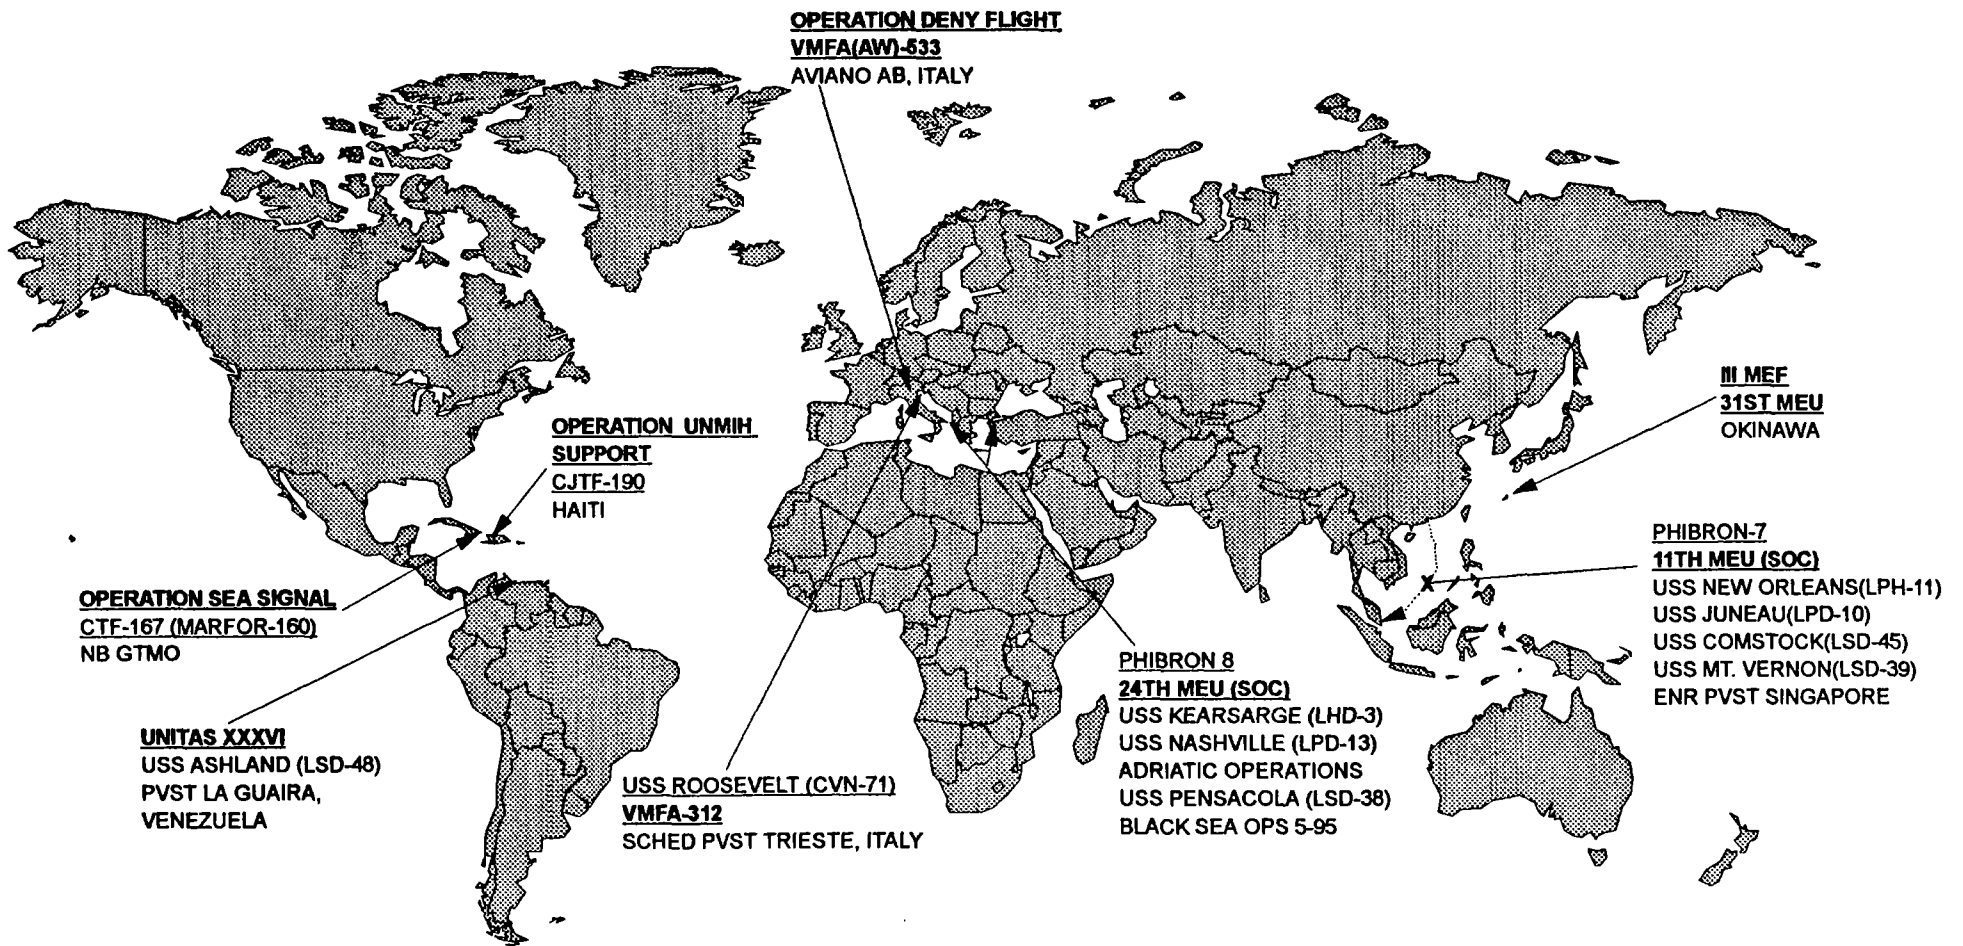 OPERATION DENY FLIGHT
VMFA(AW)-533
AVIANO AB, ITALY
III MEF
31ST MEU
OKINAWA
OPERATION UNMIH
SUPPORT
CJTF-190
HAITI
PHIBRON-7
11TH MEU (SOC)
USS NEW ORLEANS(LPH-11)
USS JUNEAU(LPD-10)
USS COMSTOCK(LSD-45)
USS MT. VERNON(LSD-39)
ENR PVST SINGAPORE
X
OPERATION SEA SIGNAL
CTF-167 (MARFOR-160)
NB GTMO
PHIBRON 8
24TH MEU (SOC)
USS KEARSARGE (LHD-3)
USS NASHVILLE (LPD-13)
ADRIATIC OPERATIONS
USS PENSACOLA (LSD-38)
BLACK SEA OPS 5-95
UNITAS XXXVI
USS ASHLAND (LSD-48)
PVST LA GUAIRA,
VENEZUELA
USS ROOSEVELT (CVN-71)
VMFA-312
SCHED PVST TRIESTE, ITALY